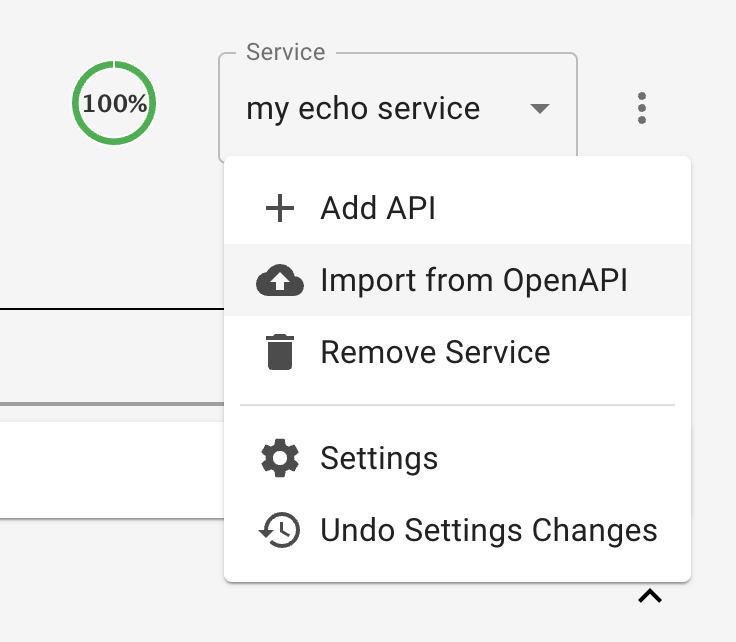 Service
100%
my echo service
Add API
Import from OpenAPI
Remove Service
Settings
Undo Settings Changes